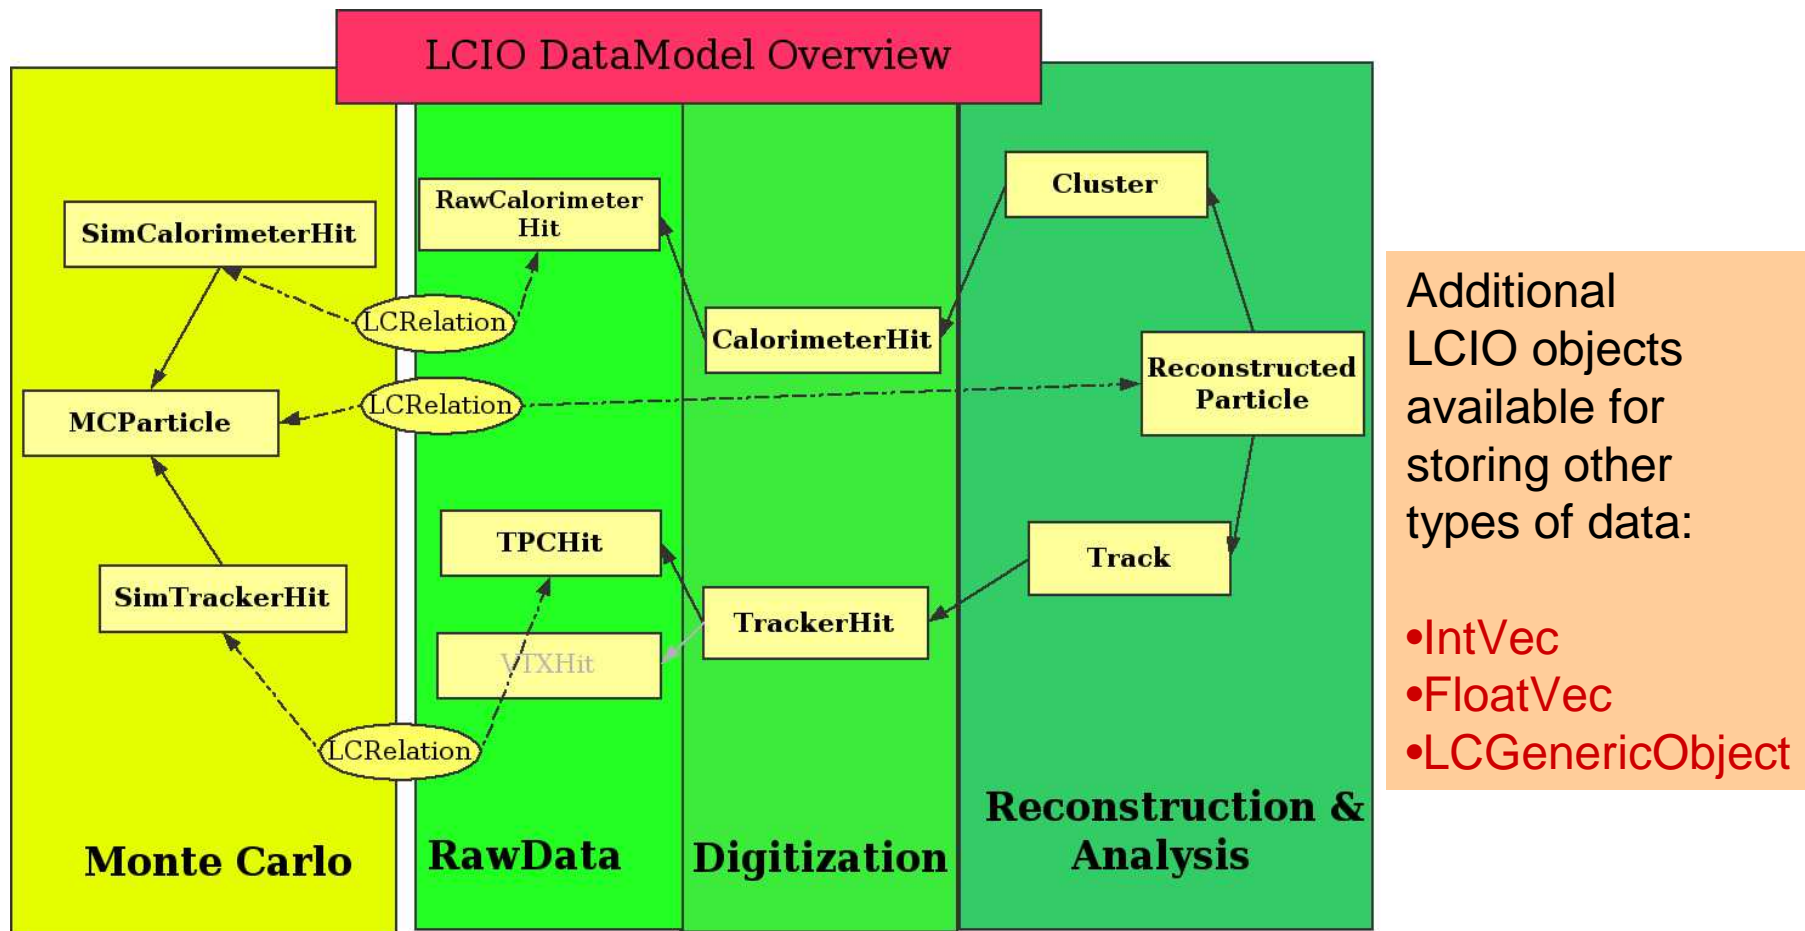 LCIO DataModel Overview
SimCalorimeterHit
MCParticle
SimTrackerHit
Monte Carlo
LCRelation
LCRelation
LCRelation
RawCalorimeter
Hit
TPCHit
VTXHit
RawData
CalorimeterHit
TrackerHit
Digitization
Cluster
Reconstructed
Particle
Track
Reconstruction &
Analysis
Additional
LCIO objects
available for
storing other
types of data:
•IntVec
•FloatVec
•LCGenericObject